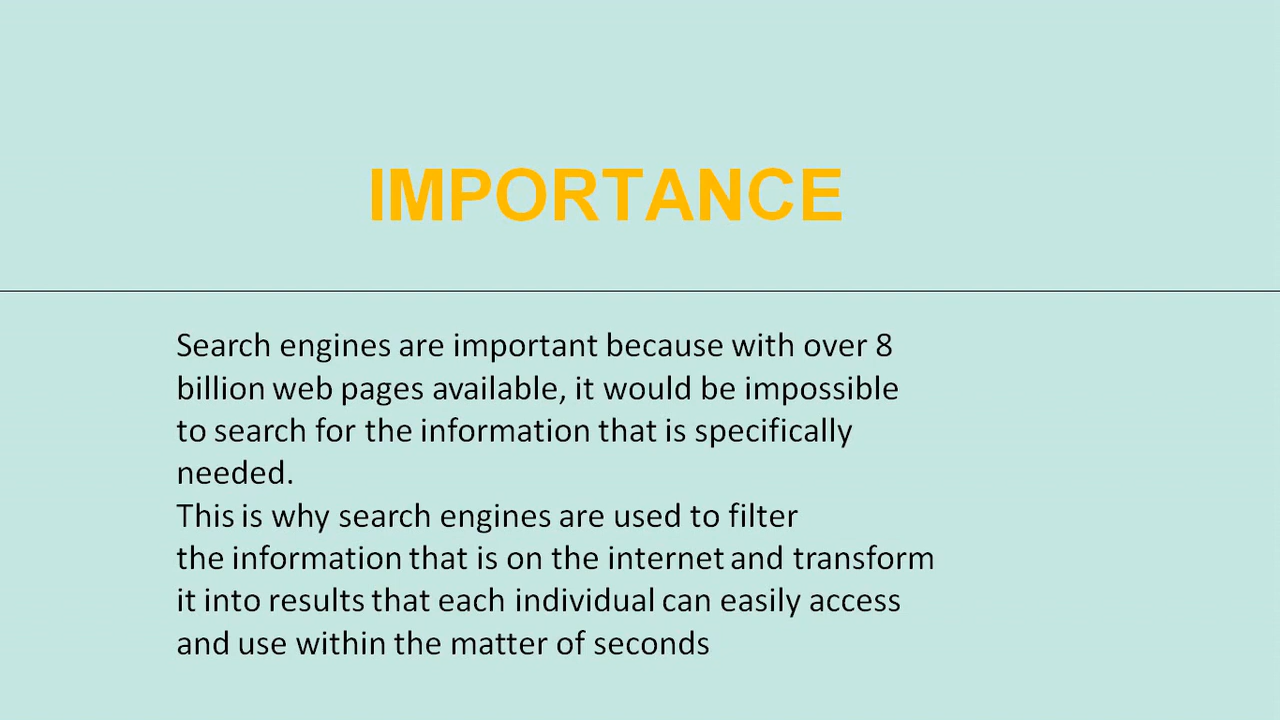 IMPORTANCE
Search engines are important because with over 8
billion web pages available, it would be impossible
to search for the information that is specifically
needed.
This is why search engines are used to filter
the information that is on the internet and transform
it into results that each individual can easily access
and use within the matter of seconds